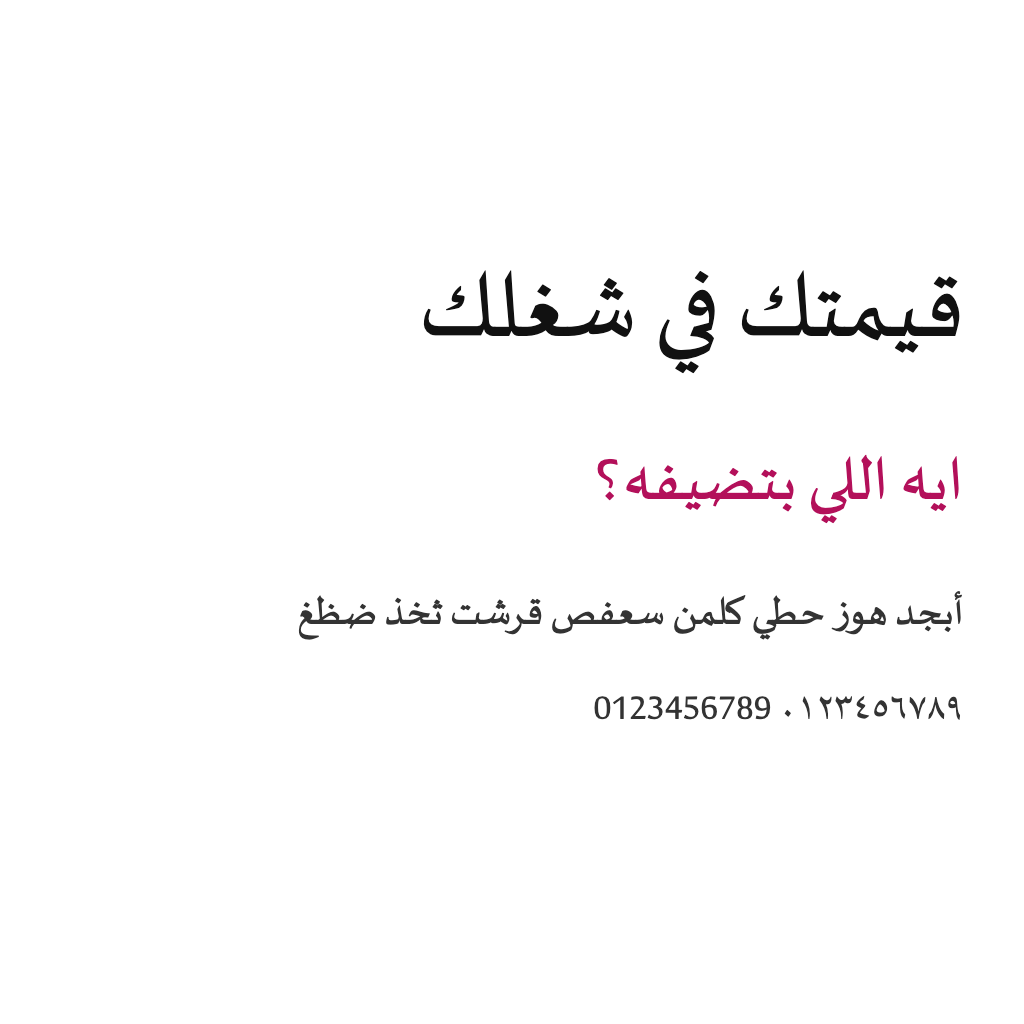 قيمتك في شغلك
ايه اللي بتضيفه؟
أبجد هوز حطي كلمن سعفص قرشت ثخذ ضظغ
0123456789 ٠١٢٣٤٥٦٧٨٩